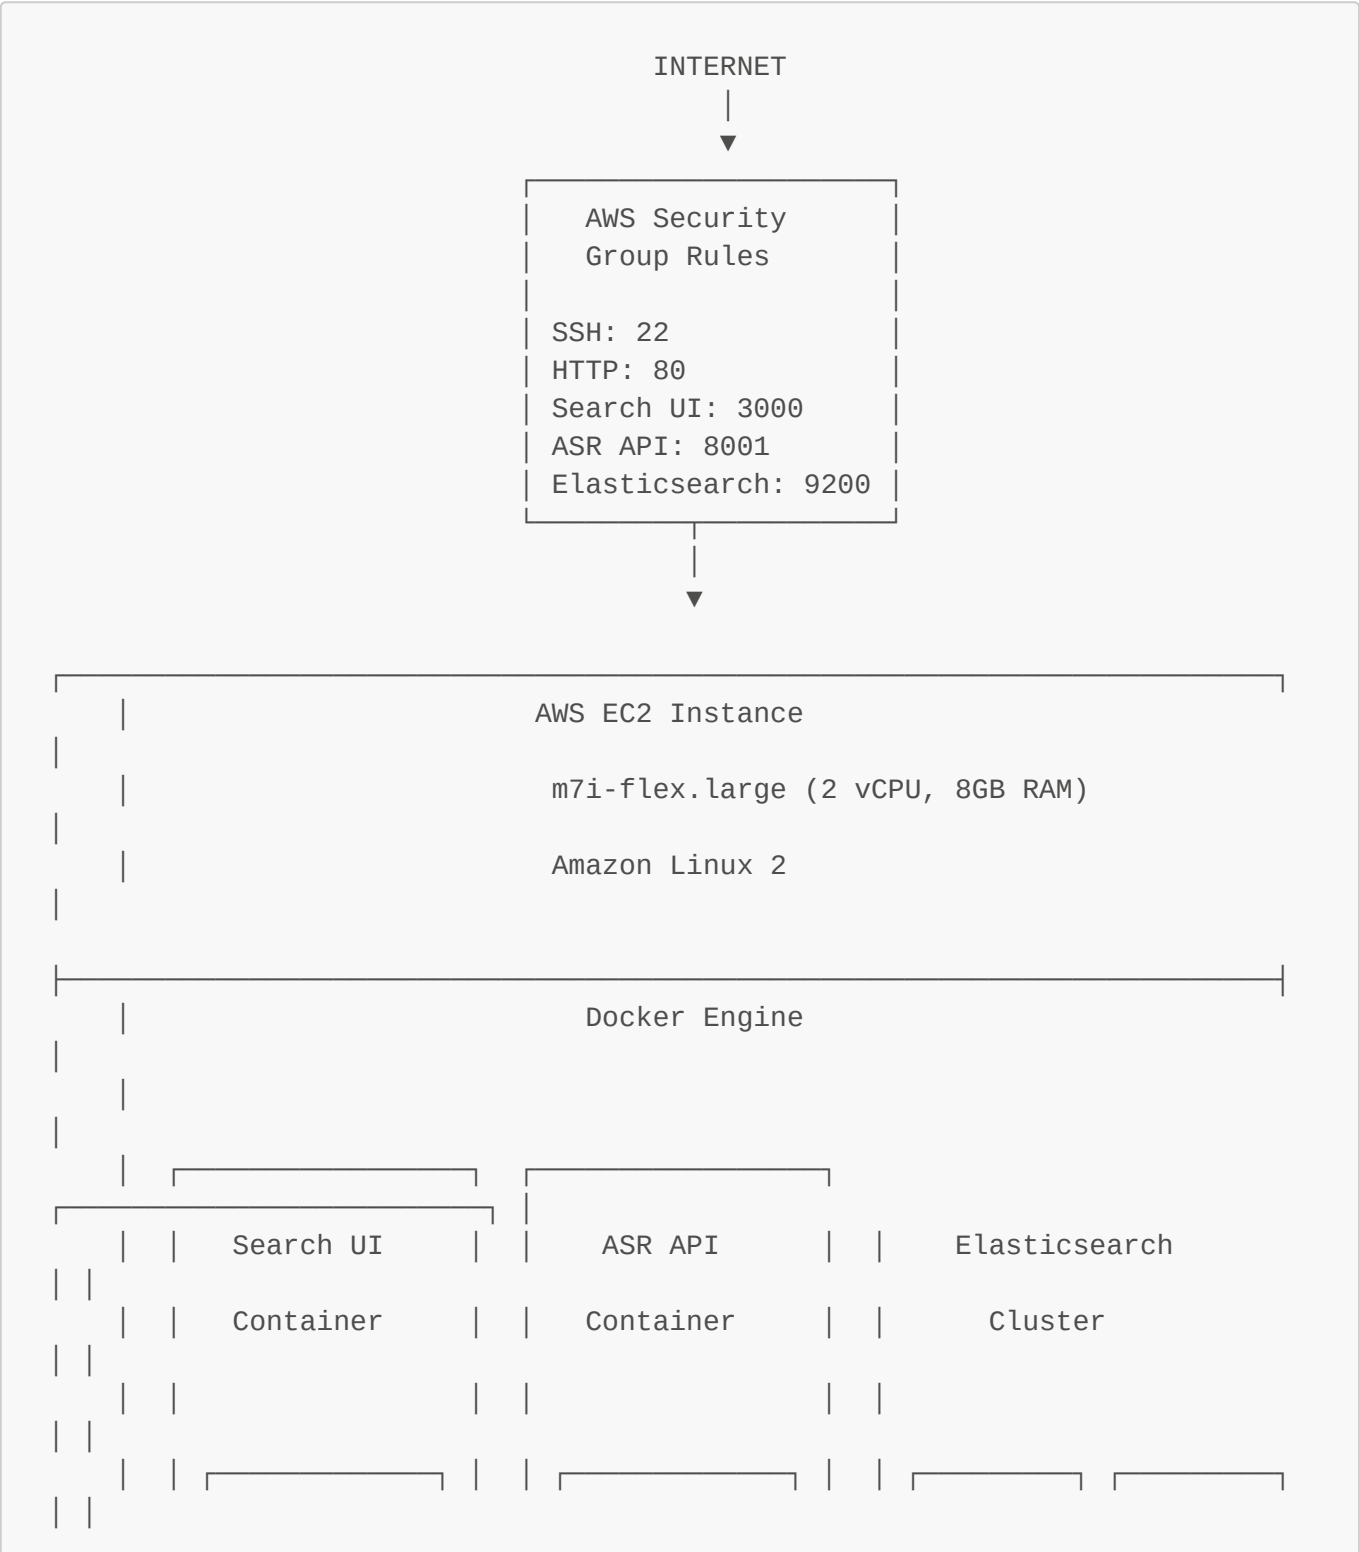 INTERNET
AWS Security
Group Rules
SSH: 22
HTTP: 80
Search UI: 3000
ASR API: 8001
Elasticsearch: 9200
AWS EC2 Instance
m7i-flex.large (2 vCPU, 8GB RAM)
Amazon Linux 2
Docker Engine
Search UI ASR API Elasticsearch
Container Container Cluster